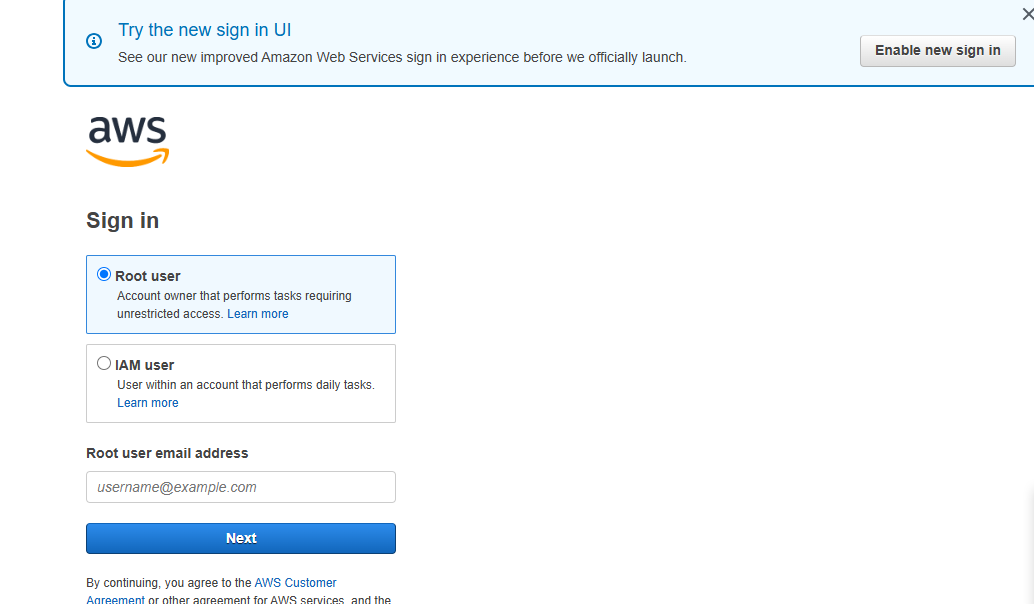 Try the new sign in UI
See our new improved Amazon Web Services sign in experience before we officially launch.
Enable new sign in
aws
Sign in
Root user
Account owner that performs tasks requiring
unrestricted access. Learn more
IAM user
User within an account that performs daily tasks.
Learn more
Root user email address
username@example.com
Next
By continuing, you agree to the AWS Customer
Agreement or other agreement for AWS services, and the